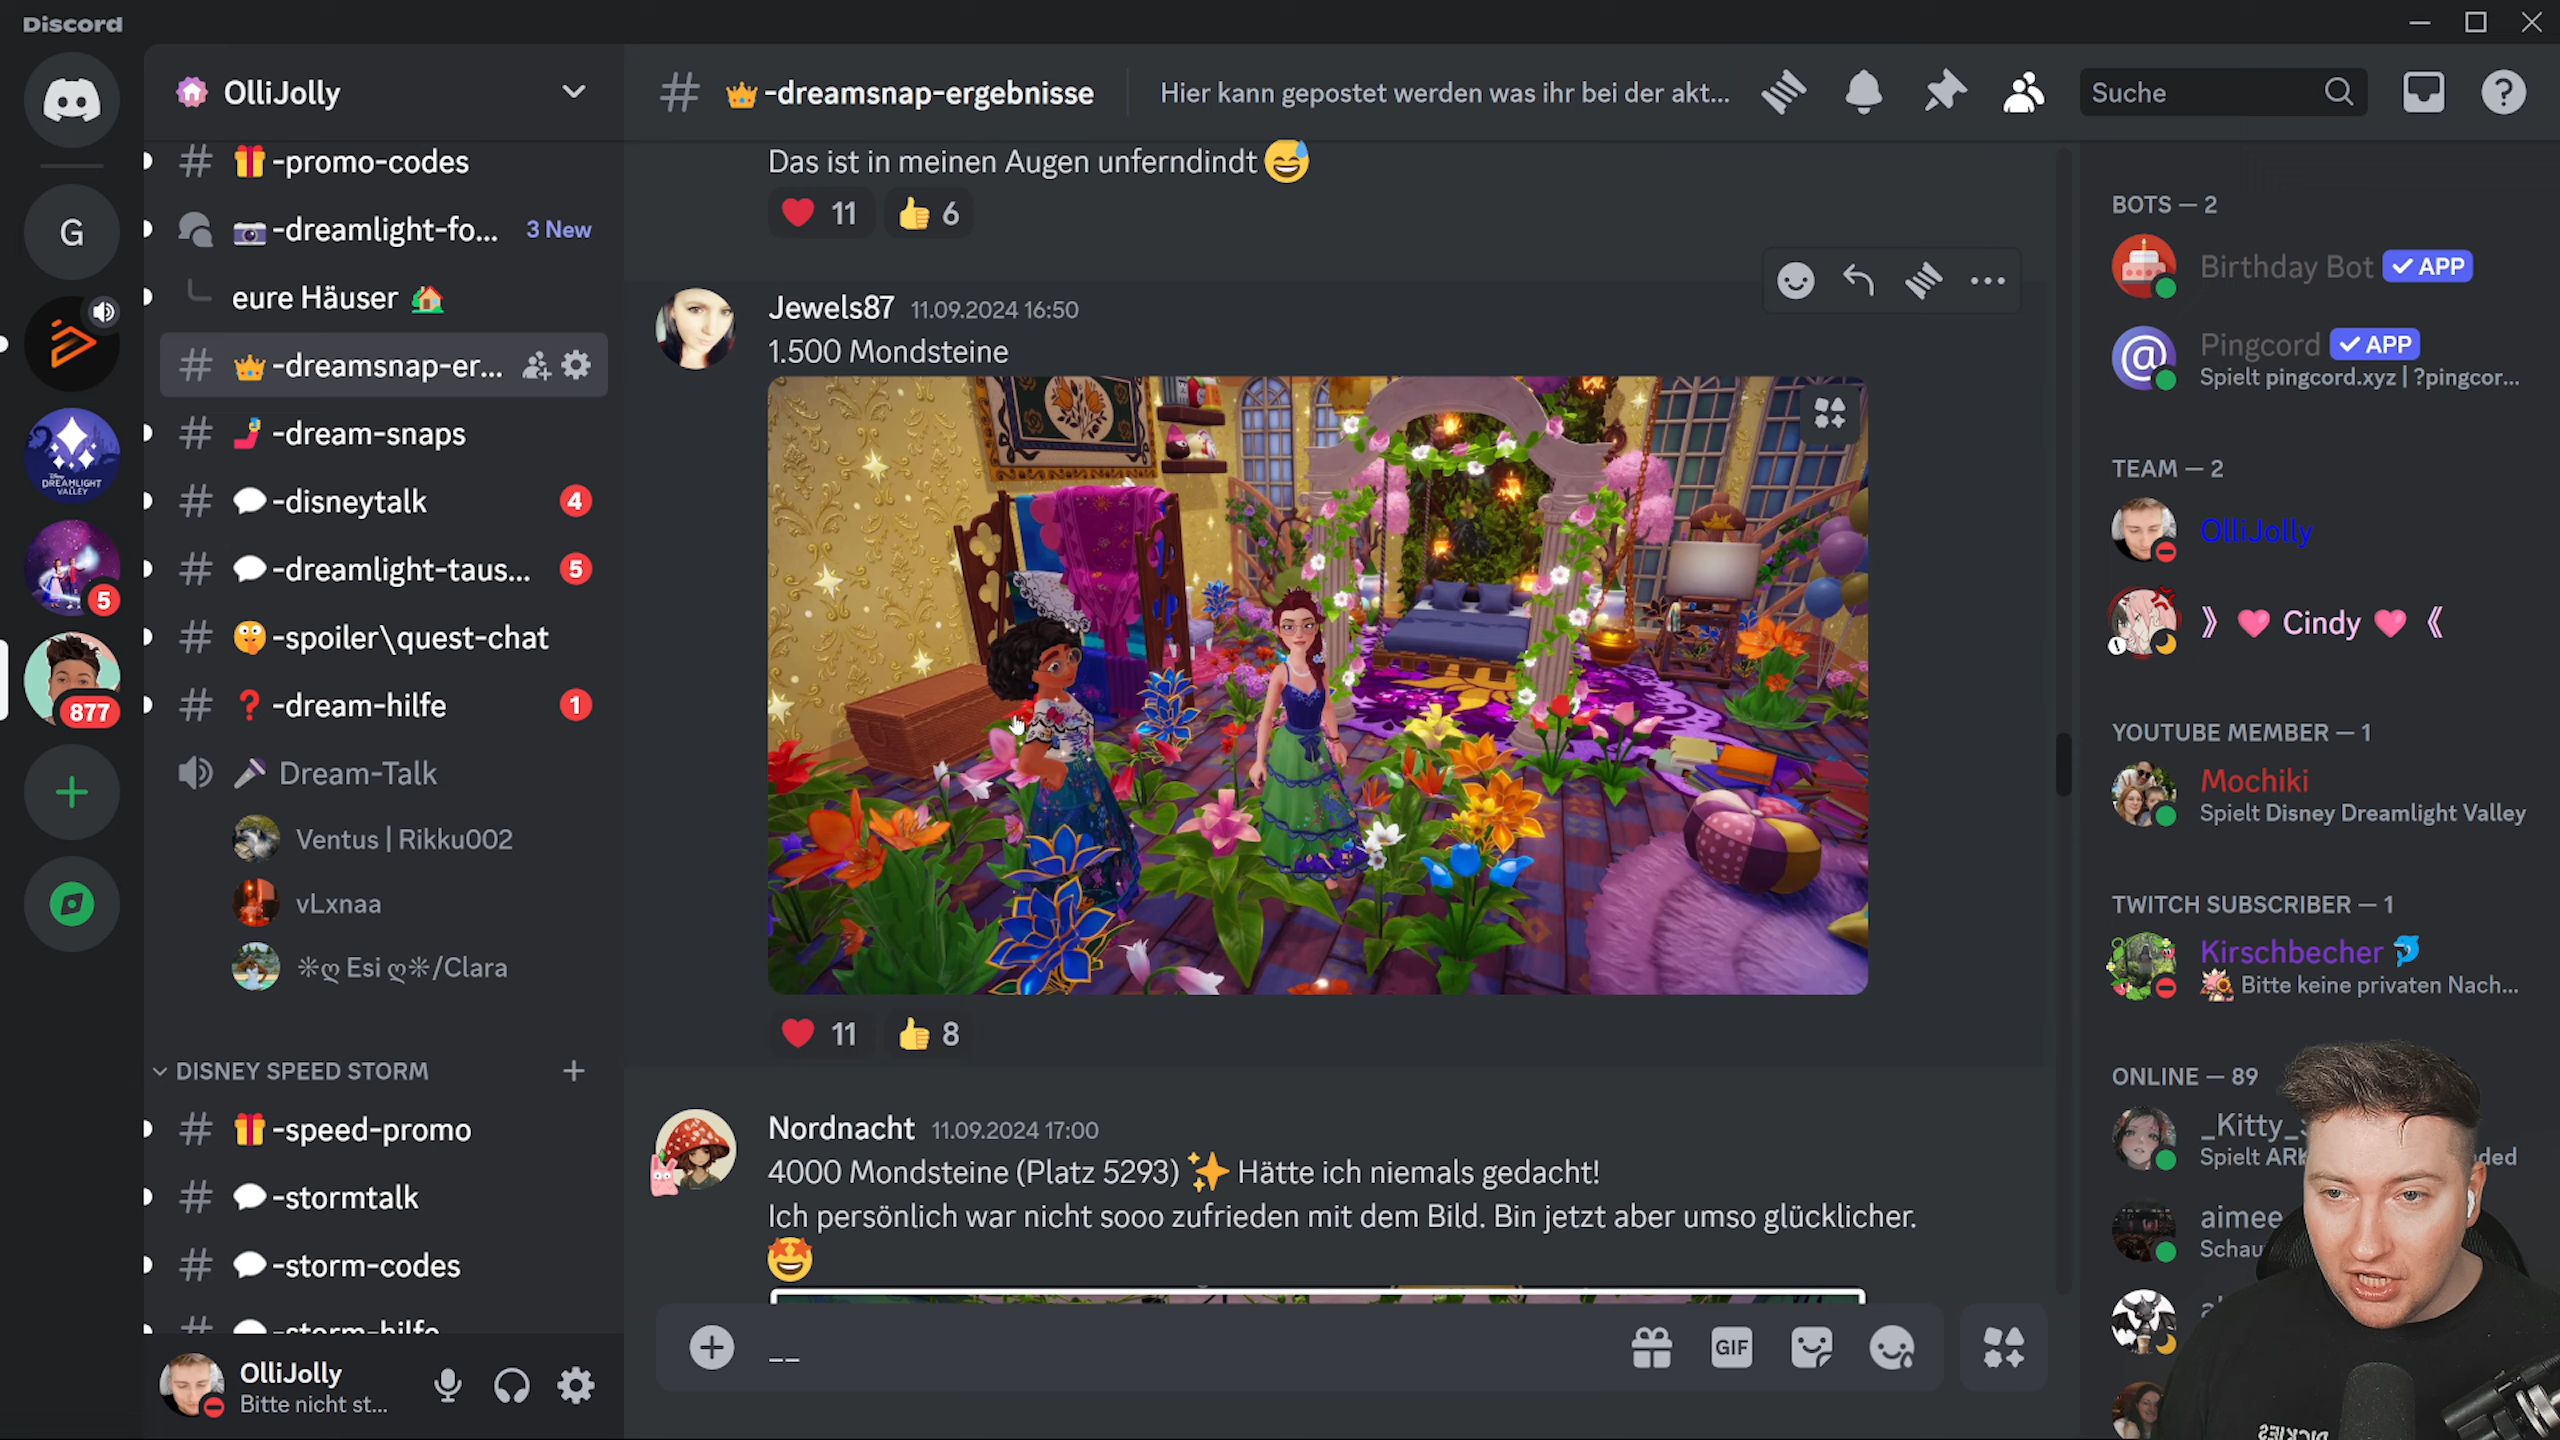 Discord
OlliJolly
-dreamsnap-ergebnisse
Hier kann gepostet werden was ihr bei der akt...
Suche
G
DREAMLIGHT
VALLEY
5
877
-promo-codes
-dreamlight-fo...
3 New
eure Häuser
-dreamsnap-er...
-dream-snaps
-disneytalk
4
-dreamlight-taus...
5
-spoiler\quest-chat
-dream-hilfe
1
Dream-Talk
Ventus | Rikku002
vLxnaa
✲ღ Esi ღ✲/Clara
DISNEY SPEED STORM
-speed-promo
-stormtalk
-storm-codes
-storm-hilfe
OlliJolly
Bitte nicht st...
Das ist in meinen Augen unferndindt 😅
❤️ 11 👍 6
Jewels87 11.09.2024 16:50
1.500 Mondsteine
❤️ 11 👍 8
Nordnacht 11.09.2024 17:00
4000 Mondsteine (Platz 5293) ✨ Hätte ich niemals gedacht!
Ich persönlich war nicht sooo zufrieden mit dem Bild. Bin jetzt aber umso glücklicher.
🤩
GIF
BOTS — 2
Birthday Bot ✓ APP
Pingcord ✓ APP
Spielt pingcord.xyz | ?pingcor...
TEAM — 2
OlliJolly
》 🩷 Cindy 🩷 《
YOUTUBE MEMBER — 1
Mochiki
Spielt Disney Dreamlight Valley
TWITCH SUBSCRIBER — 1
Kirschbecher 🐬
Bitte keine privaten Nach...
ONLINE — 89
_Kitty_
Spielt ARK
ded
aimee
Schau